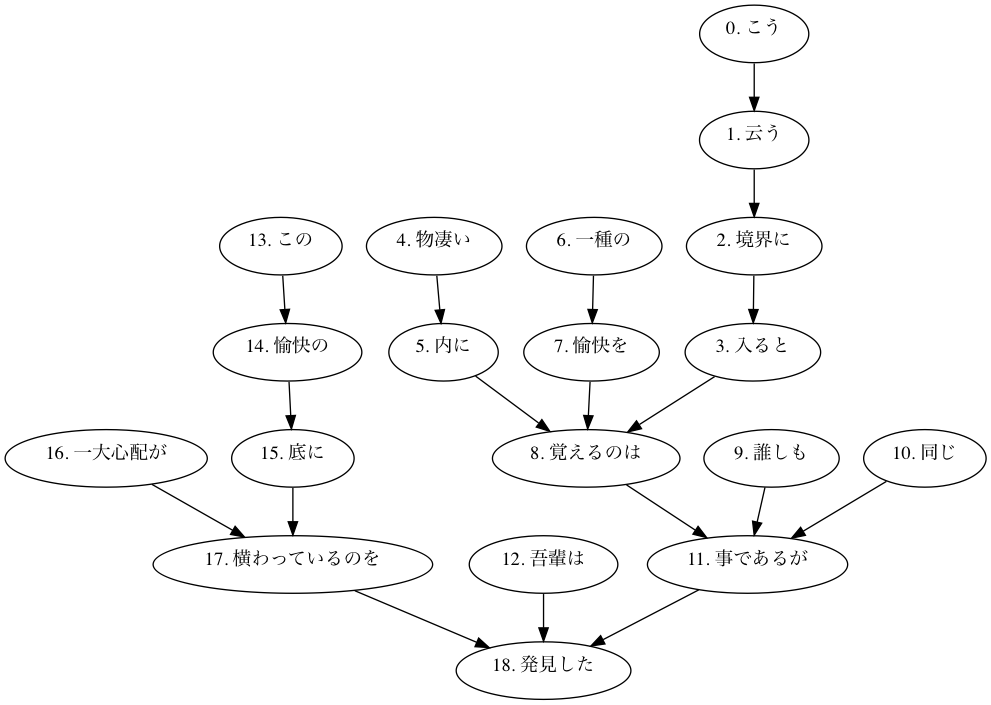 0. こう
1. 云う
13. この
4. 物凄い
6. 一種の
2. 境界に
14. 愉快の
5. 内に
7. 愉快を
3. 入ると
16. 一大心配が
15. 底に
8. 覚えるのは
9. 誰しも
10. 同じ
17. 横わっているのを
12. 吾輩は
11. 事であるが
18. 発見した